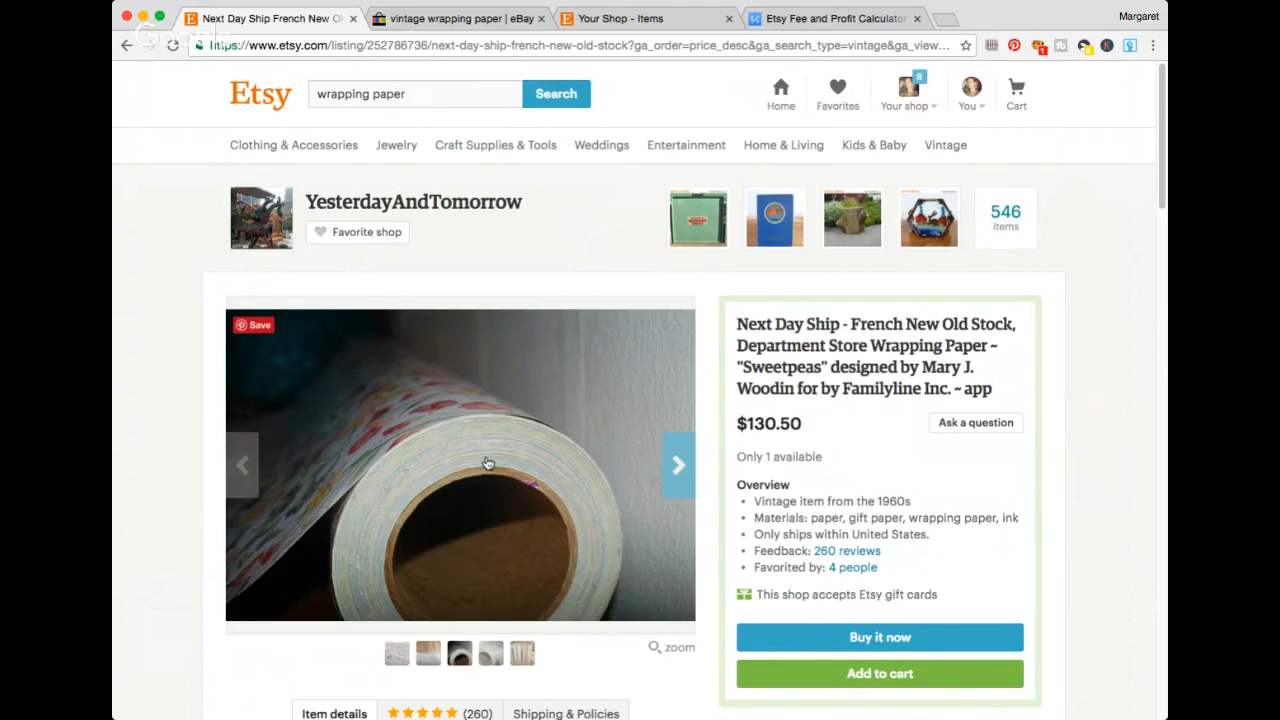 Next Day Ship French New Ol
vintage wrapping paper | eBay
Your Shop - Items
Etsy Fee and Profit Calculator
Margaret
Google
https://www.etsy.com/listing/252786736/next-day-ship-french-new-old-stock?ga_order=price_desc&ga_search_type=vintage&ga_view...
Etsy
wrapping paper
Search
8
Home
Favorites
Your shop
You
Cart
Clothing & Accessories
Jewelry
Craft Supplies & Tools
Weddings
Entertainment
Home & Living
Kids & Baby
Vintage
YesterdayAndTomorrow
Favorite shop
546
items
Save
Next Day Ship - French New Old Stock,
Department Store Wrapping Paper ~
"Sweetpeas" designed by Mary J.
Woodin for by Familyline Inc. ~ app
$130.50
Ask a question
Only 1 available
Overview
• Vintage item from the 1960s
• Materials: paper, gift paper, wrapping paper, ink
• Only ships within United States.
• Feedback: 260 reviews
• Favorited by: 4 people
This shop accepts Etsy gift cards
Buy it now
Add to cart
zoom
Item details
(260)
Shipping & Policies